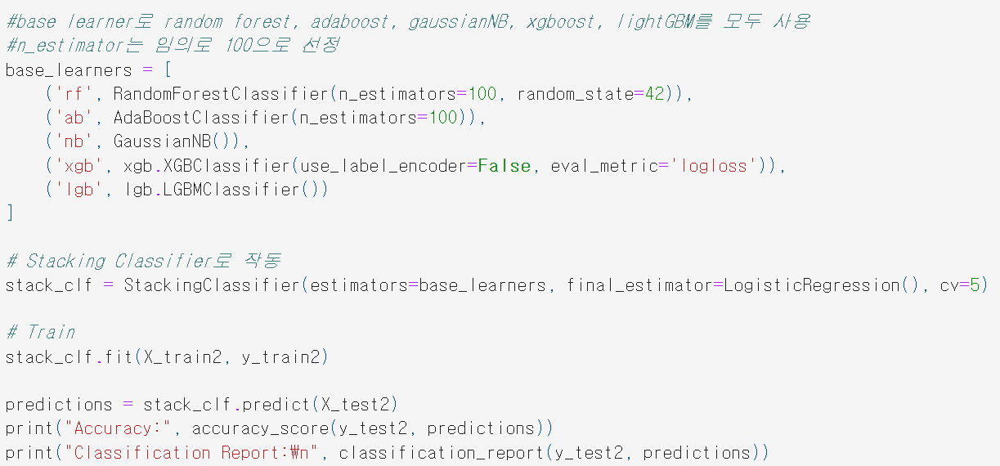 #base learner로 random forest, adaboost, gaussianNB, xgboost, lightGBM를 모두 사용
#n_estimator는 임의로 100으로 선정
base_learners = [
    ('rf', RandomForestClassifier(n_estimators=100, random_state=42)),
    ('ab', AdaBoostClassifier(n_estimators=100)),
    ('nb', GaussianNB()),
    ('xgb', xgb.XGBClassifier(use_label_encoder=False, eval_metric='logloss')),
    ('lgb', lgb.LGBMClassifier())
]
# Stacking Classifier로 작동
stack_clf = StackingClassifier(estimators=base_learners, final_estimator=LogisticRegression(), cv=5)
# Train
stack_clf.fit(X_train2, y_train2)
predictions = stack_clf.predict(X_test2)
print("Accuracy:", accuracy_score(y_test2, predictions))
print("Classification Report:₩n", classification_report(y_test2, predictions))